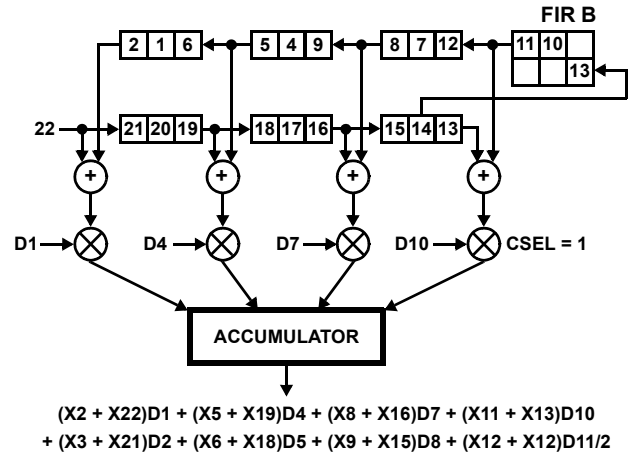 FIR B
2 1 6 5 4 9 8 7 12 11 10
13
22 21 20 19 18 17 16 15 14 13
+ + + +
D1 D4 D7 D10 CSEL = 1
ACCUMULATOR
(X2 + X22)D1 + (X5 + X19)D4 + (X8 + X16)D7 + (X11 + X13)D10
+ (X3 + X21)D2 + (X6 + X18)D5 + (X9 + X15)D8 + (X12 + X12)D11/2